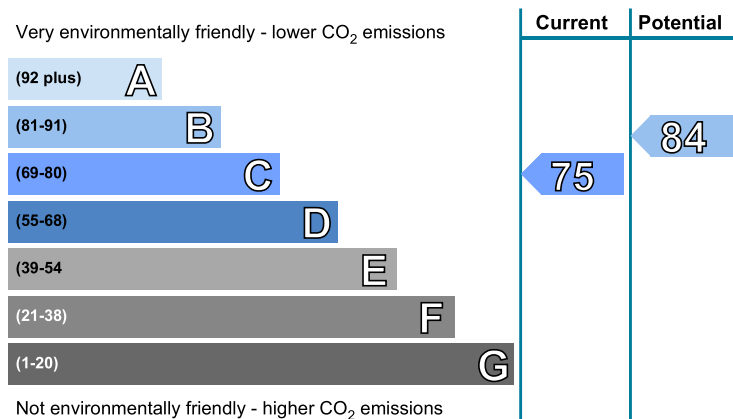 Very environmentally friendly - lower CO2 emissions
Current
Potential
(92 plus) A
(81-91) B
84
(69-80) C
75
(55-68) D
(39-54 E
(21-38) F
(1-20) G
Not environmentally friendly - higher CO2 emissions